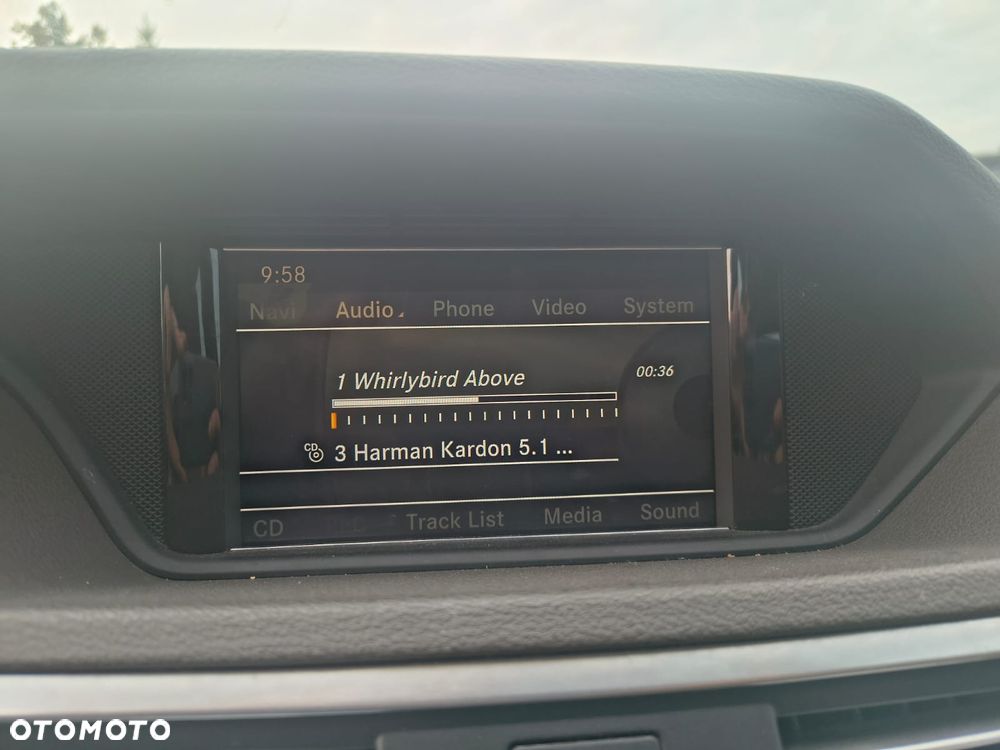 9:58
Navi Audio Phone Video System
1 Whirlybird Above 00:36
CD 3 Harman Kardon 5.1 ...
CD Track List Media Sound
OTOMOTO